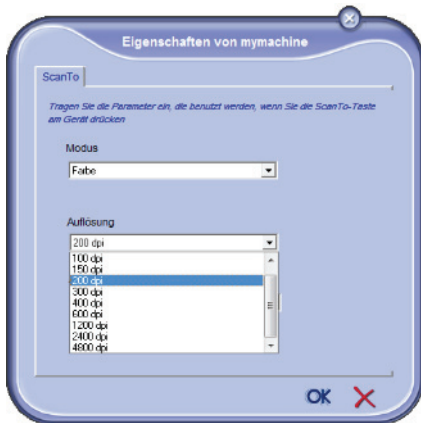 Eigenschaften von mymachine
ScanTo
Tragen Sie die Parameter ein, die benutzt werden, wenn Sie die ScanTo-Taste
am Gerät drücken
Modus
Farbe
Auflösung
200 dpi
100 dpi
150 dpi
200 dpi
300 dpi
400 dpi
600 dpi
1200 dpi
2400 dpi
4800 dpi
OK